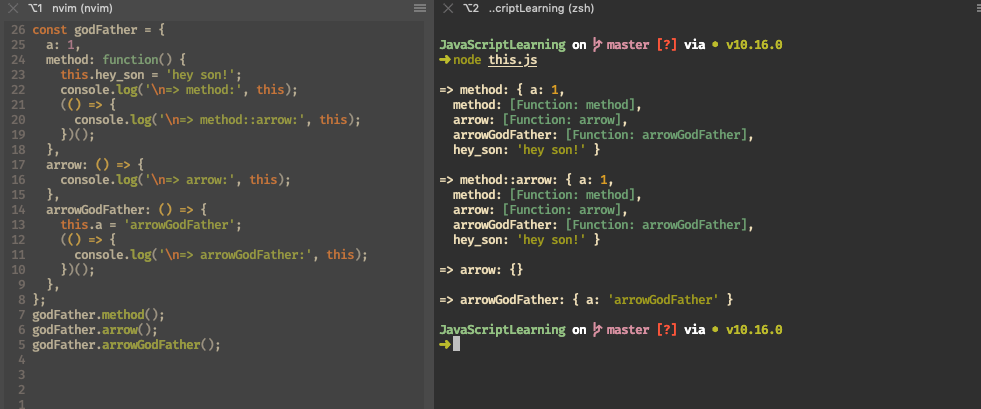 ⌥1 nvim (nvim)
26 const godFather = {
25   a: 1,
24   method: function() {
23     this.hey_son = 'hey son!';
22     console.log('\n=> method:', this);
21     (() => {
20       console.log('\n=> method::arrow:', this);
19     })();
18   },
17   arrow: () => {
16     console.log('\n=> arrow:', this);
15   },
14   arrowGodFather: () => {
13     this.a = 'arrowGodFather';
12     (() => {
11       console.log('\n=> arrowGodFather:', this);
10     })();
9   },
8 };
7 godFather.method();
6 godFather.arrow();
5 godFather.arrowGodFather();
4
3
2
1
⌥2 ..criptLearning (zsh)
JavaScriptLearning on master [?] via • v10.16.0
➜ node this.js
=> method: { a: 1,
  method: [Function: method],
  arrow: [Function: arrow],
  arrowGodFather: [Function: arrowGodFather],
  hey_son: 'hey son!' }
=> method::arrow: { a: 1,
  method: [Function: method],
  arrow: [Function: arrow],
  arrowGodFather: [Function: arrowGodFather],
  hey_son: 'hey son!' }
=> arrow: {}
=> arrowGodFather: { a: 'arrowGodFather' }
JavaScriptLearning on master [?] via • v10.16.0
➜